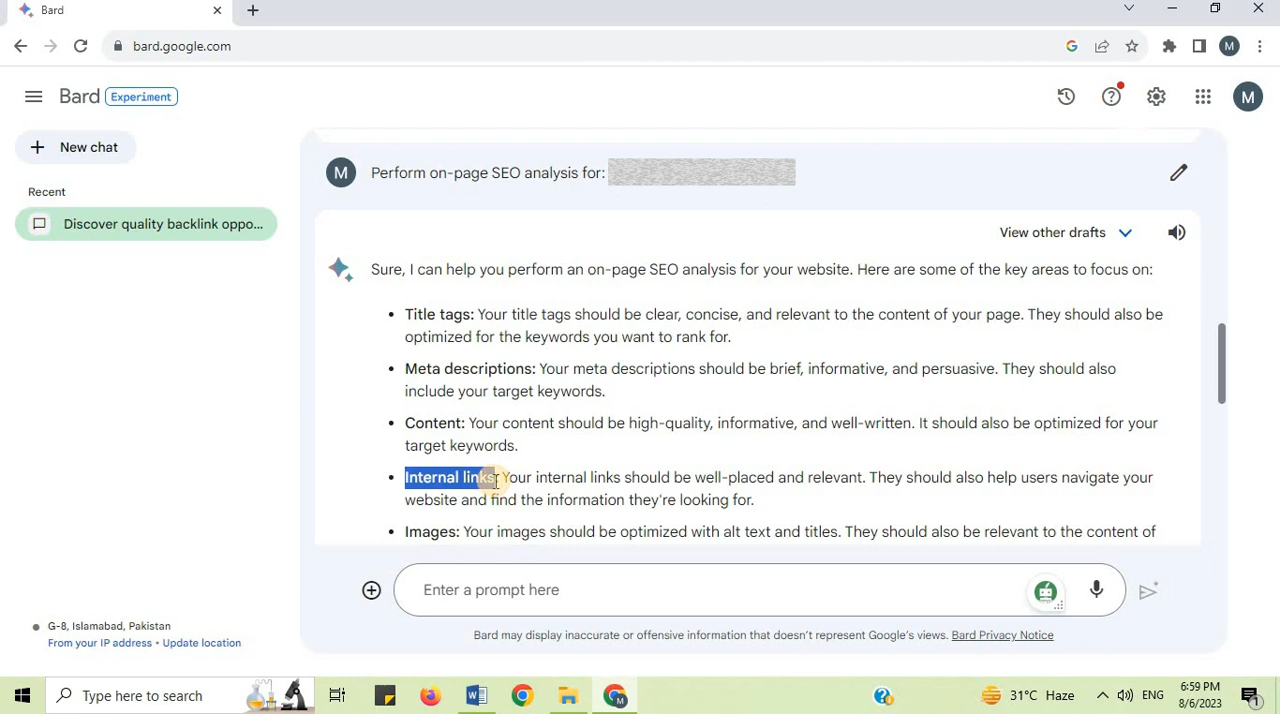 Bard
bard.google.com
M
Bard Experiment
M
New chat
Recent
Discover quality backlink oppo...
M Perform on-page SEO analysis for:
View other drafts
Sure, I can help you perform an on-page SEO analysis for your website. Here are some of the key areas to focus on:
• Title tags: Your title tags should be clear, concise, and relevant to the content of your page. They should also be
optimized for the keywords you want to rank for.
• Meta descriptions: Your meta descriptions should be brief, informative, and persuasive. They should also
include your target keywords.
• Content: Your content should be high-quality, informative, and well-written. It should also be optimized for your
target keywords.
• Internal links: Your internal links should be well-placed and relevant. They should also help users navigate your
website and find the information they're looking for.
• Images: Your images should be optimized with alt text and titles. They should also be relevant to the content of
Enter a prompt here
Bard may display inaccurate or offensive information that doesn't represent Google's views. Bard Privacy Notice
G-8, Islamabad, Pakistan
From your IP address • Update location
Type here to search
31°C Haze
ENG
6:59 PM
8/6/2023
1